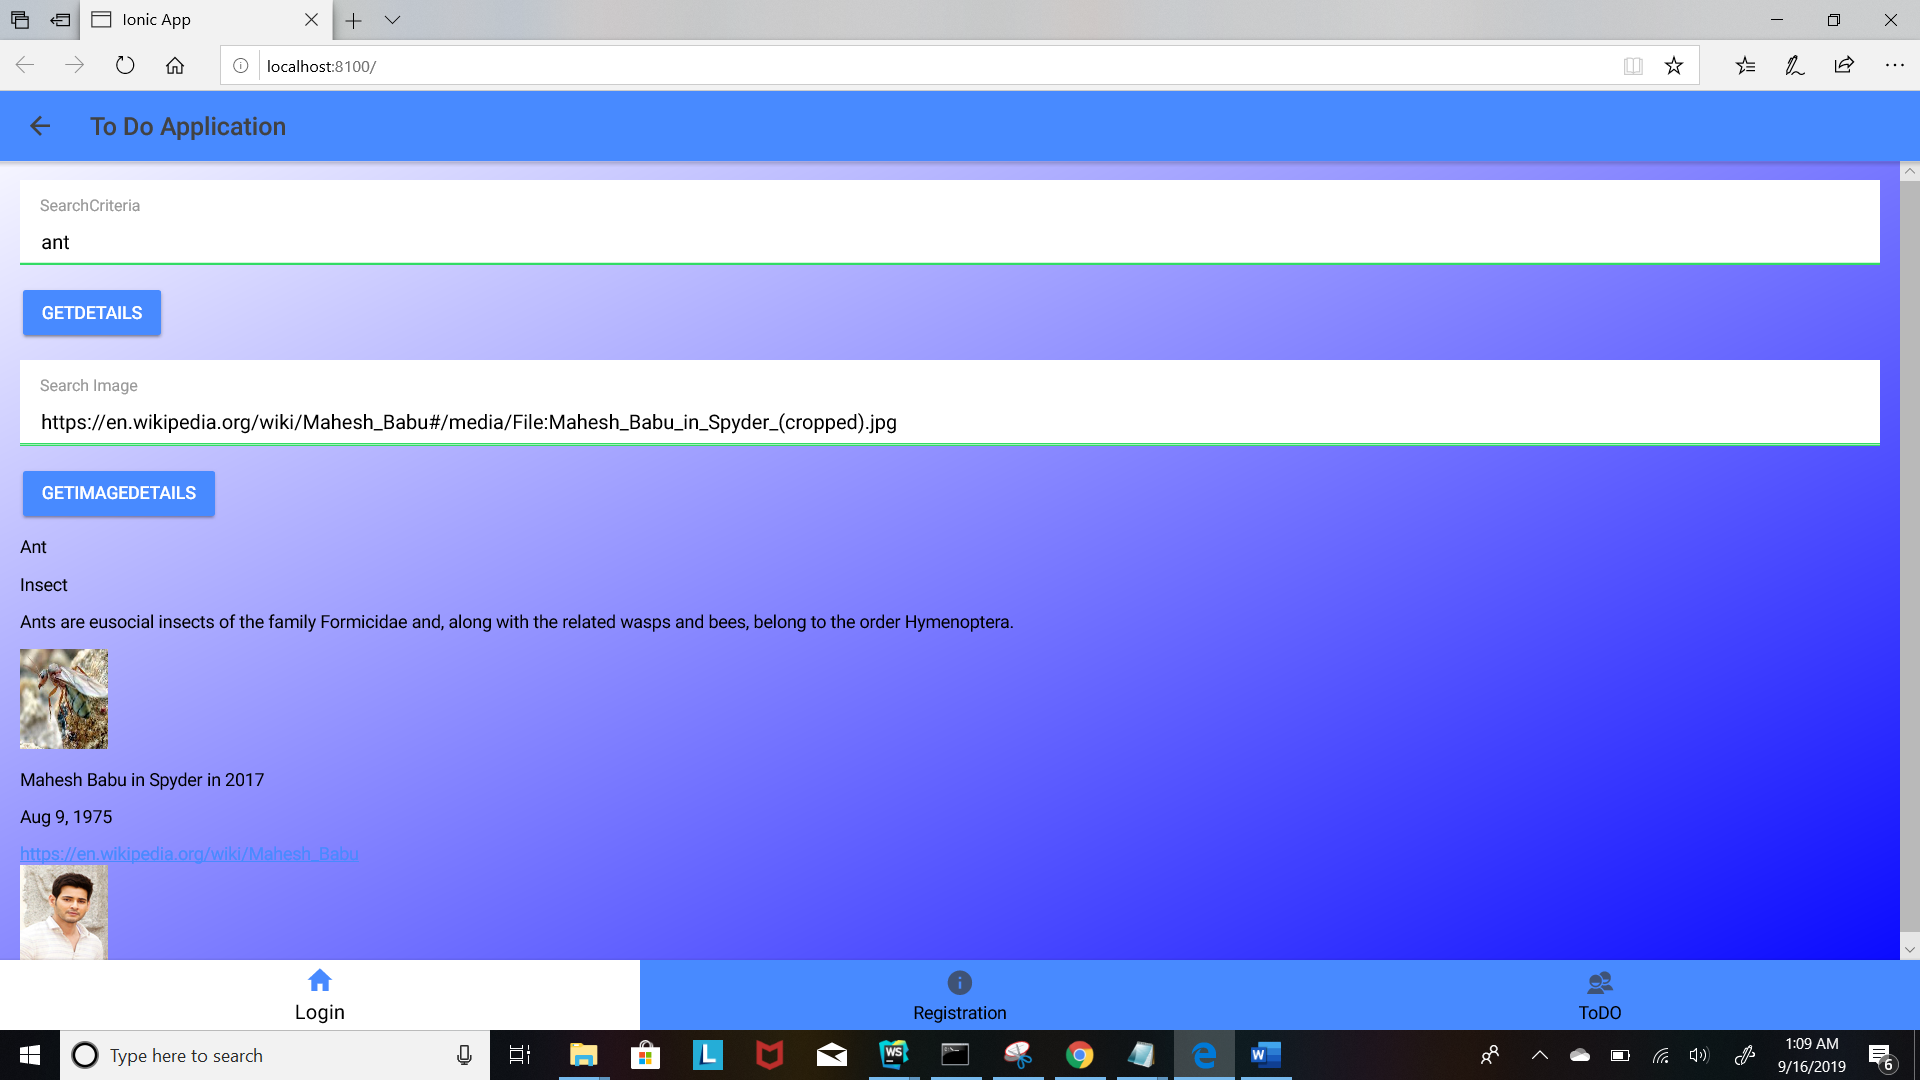 Ionic App
localhost:8100/
To Do Application
SearchCriteria
ant
GETDETAILS
Search Image
https://en.wikipedia.org/wiki/Mahesh_Babu#/media/File:Mahesh_Babu_in_Spyder_(cropped).jpg
GETIMAGEDETAILS
Ant
Insect
Ants are eusocial insects of the family Formicidae and, along with the related wasps and bees, belong to the order Hymenoptera.
Mahesh Babu in Spyder in 2017
Aug 9, 1975
https://en.wikipedia.org/wiki/Mahesh_Babu
Login
Registration
ToDO
Type here to search
L
WS
W
1:09 AM
9/16/2019
6